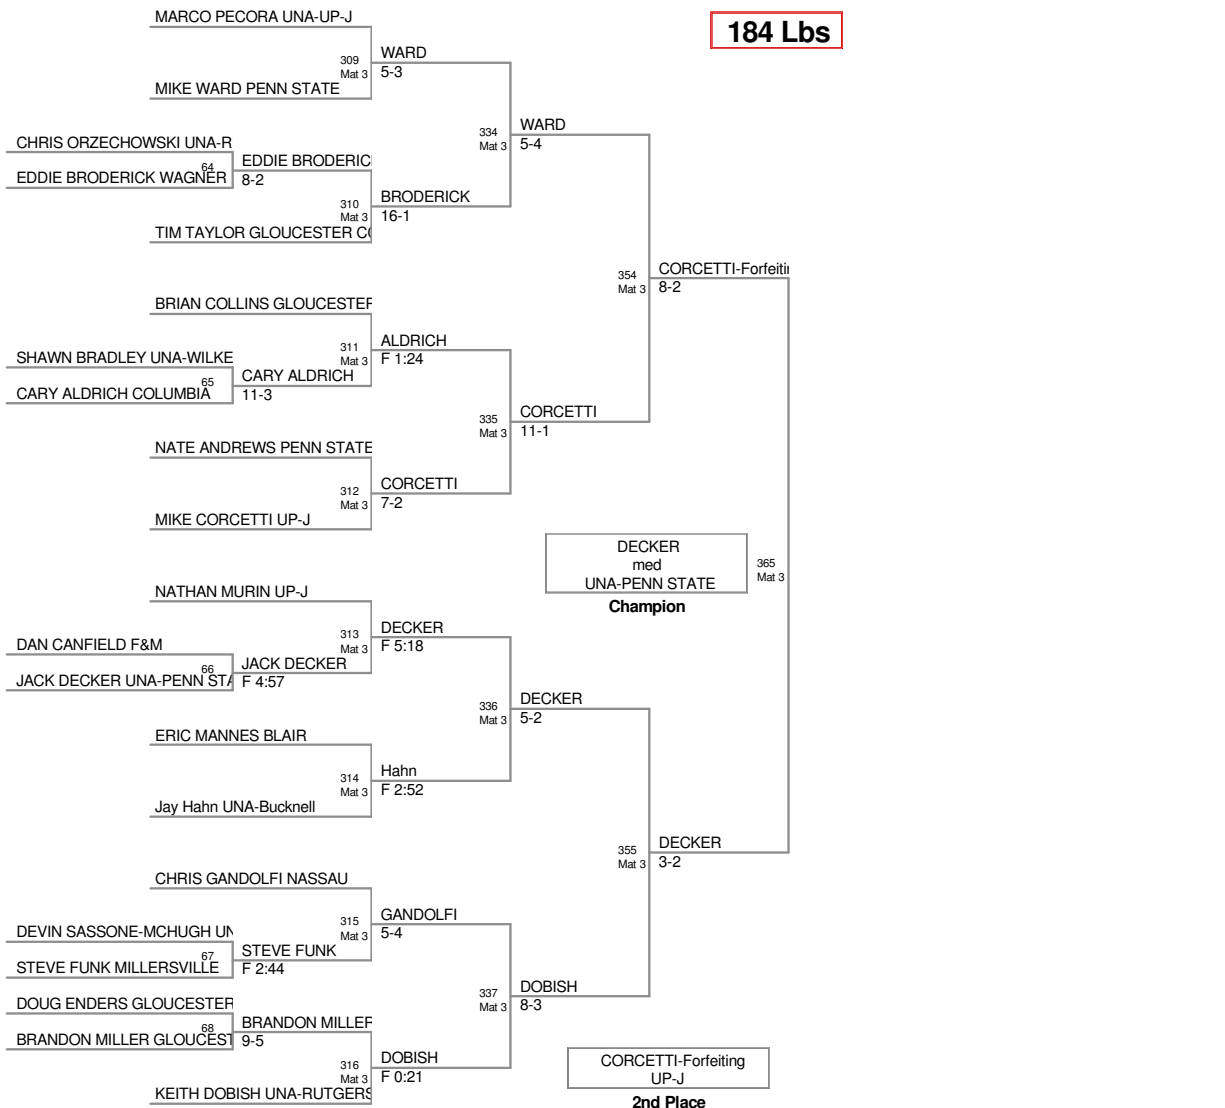 184 Lbs
MARCO PECORA UNA-UP-J
309
Mat 3
WARD
5-3
MIKE WARD PENN STATE
334
Mat 3
WARD
5-4
CHRIS ORZECHOWSKI UNA-R
64
EDDIE BRODERICK WAGNER
EDDIE BRODERIC
8-2
310
Mat 3
BRODERICK
16-1
TIM TAYLOR GLOUCESTER CO
354
Mat 3
CORCETTI-Forfeitin
8-2
BRIAN COLLINS GLOUCESTER
311
Mat 3
ALDRICH
F 1:24
SHAWN BRADLEY UNA-WILKE
65
CARY ALDRICH COLUMBIA
CARY ALDRICH
11-3
335
Mat 3
CORCETTI
11-1
NATE ANDREWS PENN STATE
312
Mat 3
CORCETTI
7-2
MIKE CORCETTI UP-J
DECKER
med
UNA-PENN STATE
Champion
365
Mat 3
NATHAN MURIN UP-J
313
Mat 3
DECKER
F 5:18
DAN CANFIELD F&M
66
JACK DECKER UNA-PENN STA
JACK DECKER
F 4:57
336
Mat 3
DECKER
5-2
ERIC MANNES BLAIR
314
Mat 3
Hahn
F 2:52
Jay Hahn UNA-Bucknell
355
Mat 3
DECKER
3-2
CHRIS GANDOLFI NASSAU
315
Mat 3
GANDOLFI
5-4
DEVIN SASSONE-MCHUGH UN
67
STEVE FUNK MILLERSVILLE
STEVE FUNK
F 2:44
337
Mat 3
DOBISH
8-3
DOUG ENDERS GLOUCESTER
68
BRANDON MILLER GLOUCEST
BRANDON MILLER
9-5
316
Mat 3
DOBISH
F 0:21
KEITH DOBISH UNA-RUTGERS
CORCETTI-Forfeiting
UP-J
2nd Place